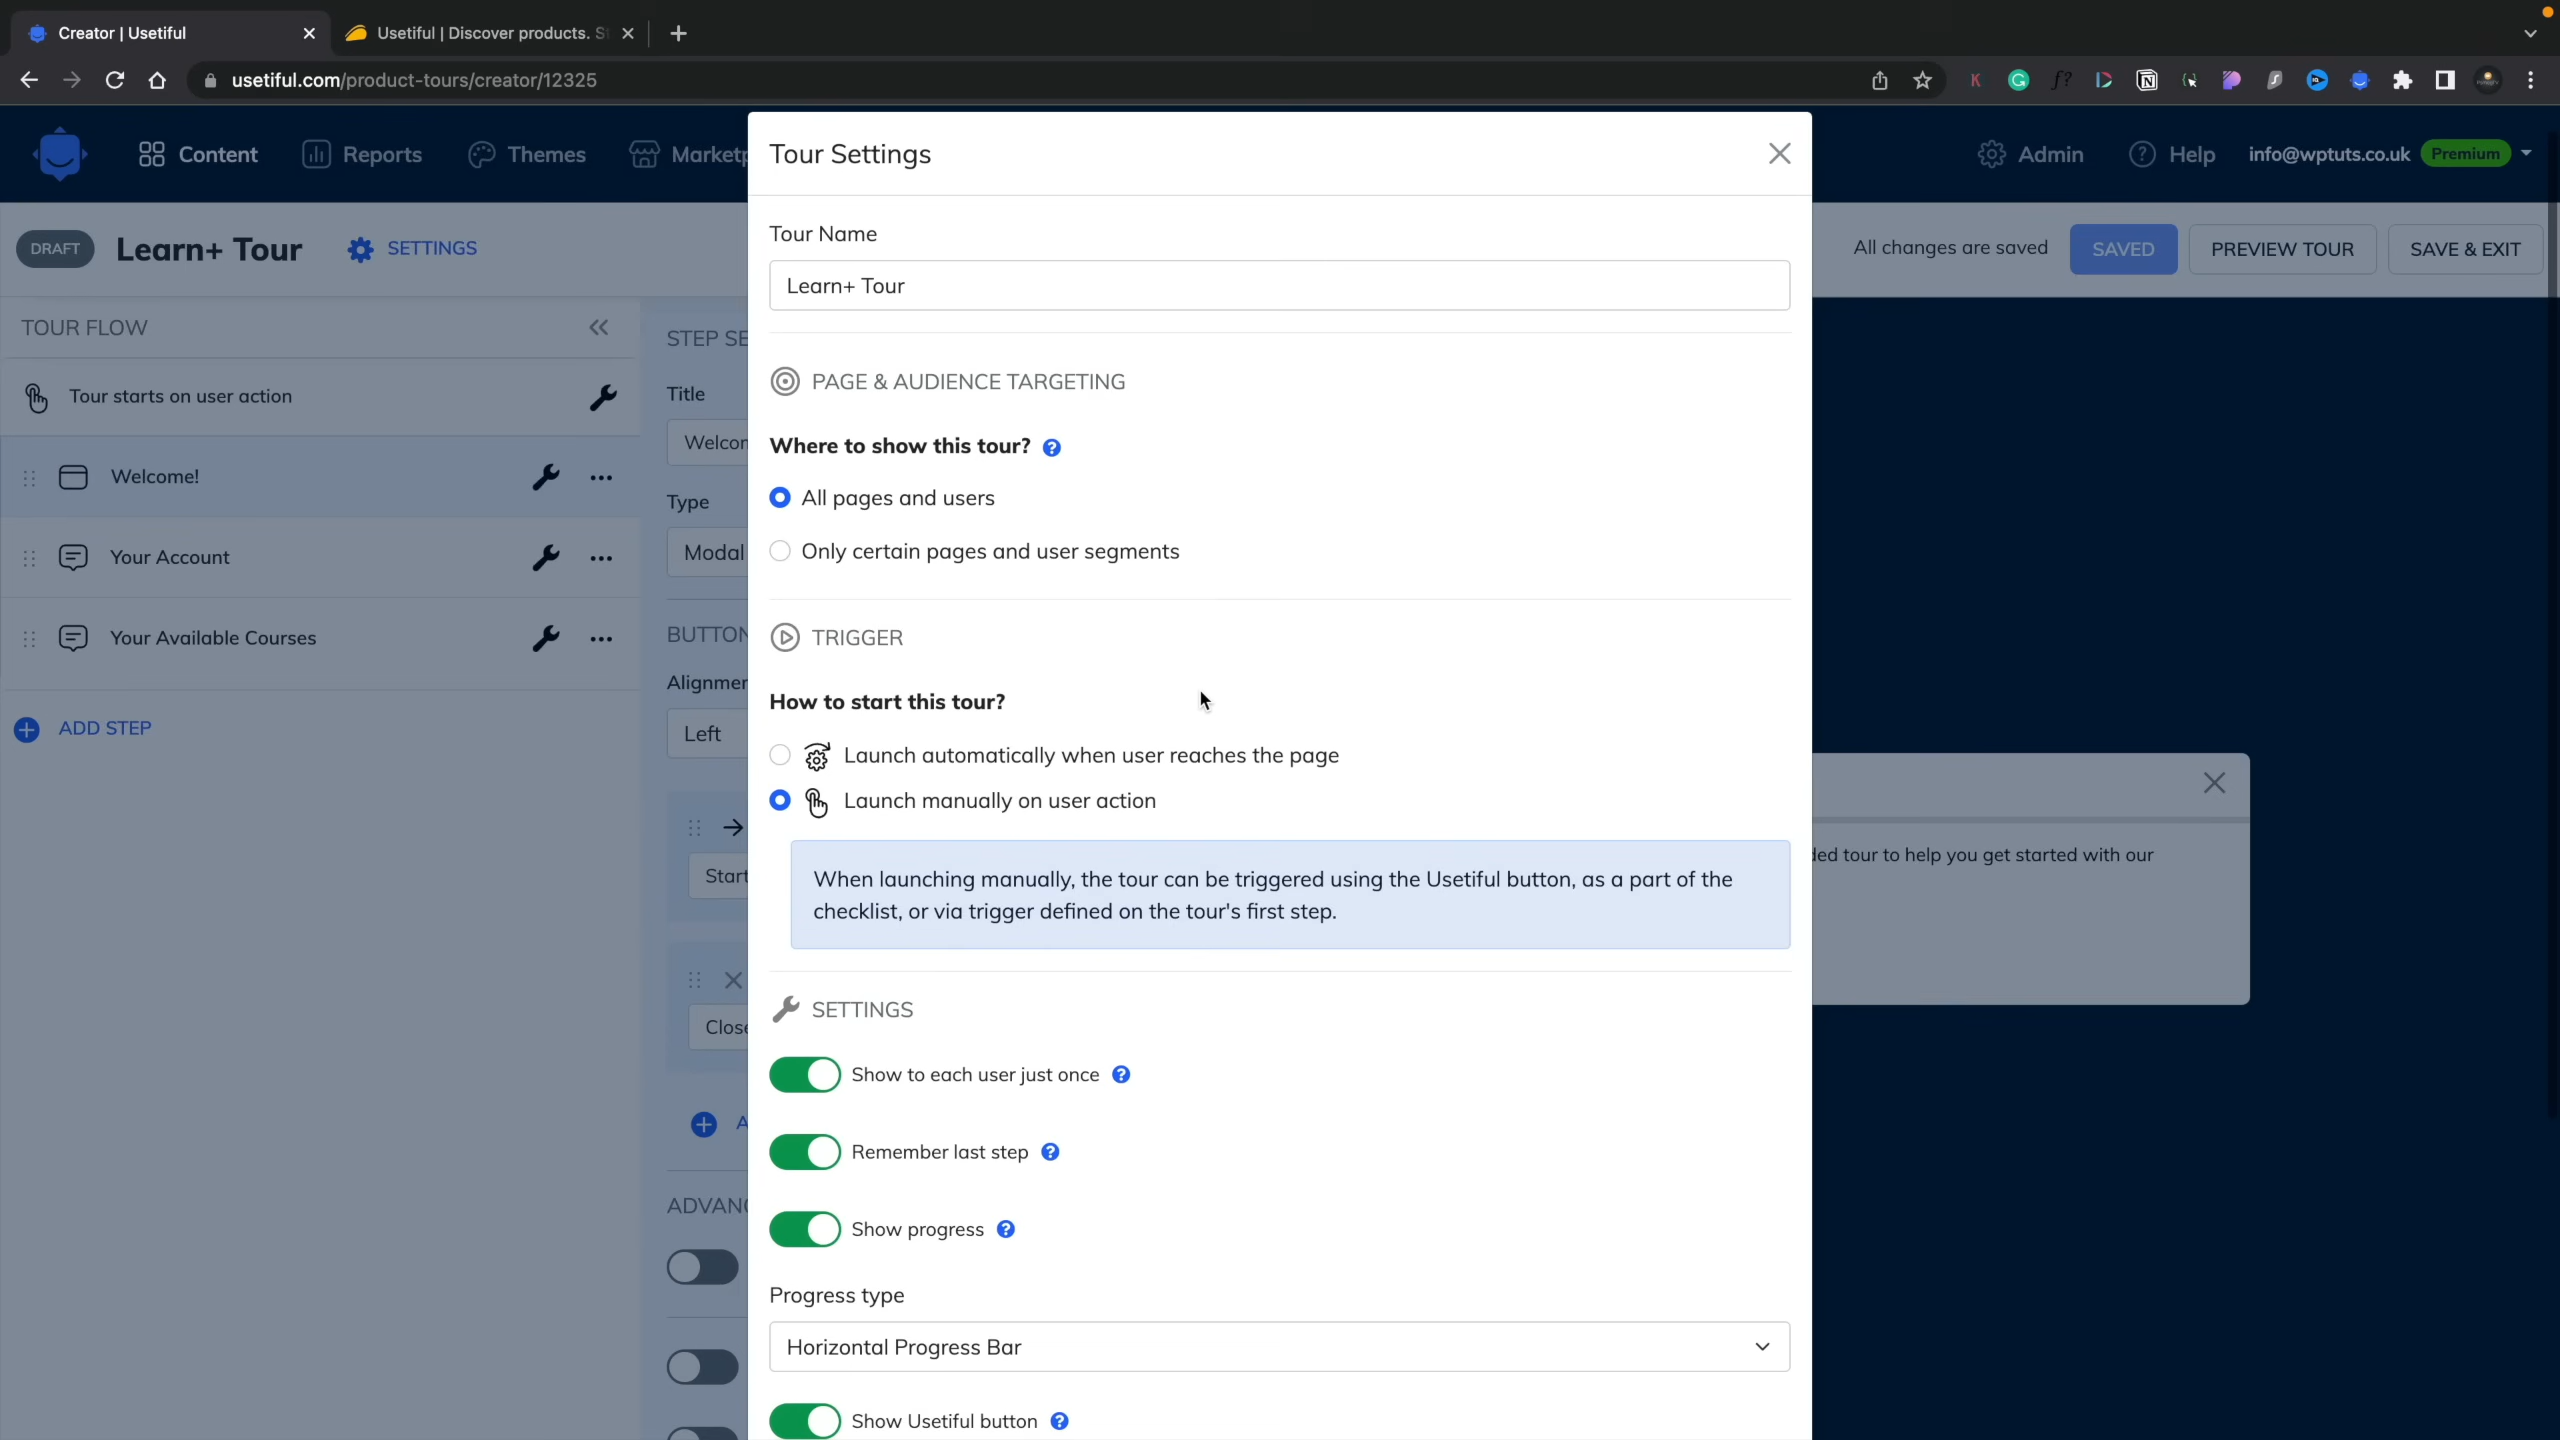 Creator | Usetiful
Usetiful | Discover products. S
usetiful.com/product-tours/creator/12325
Content
Reports
Themes
Marketp
Admin
Help
info@wptuts.co.uk
Premium
DRAFT
Learn+ Tour
SETTINGS
All changes are saved
SAVED
PREVIEW TOUR
SAVE & EXIT
TOUR FLOW
Tour starts on user action
Welcome!
Your Account
Your Available Courses
ADD STEP
STEP SE
Title
Welcon
Type
Modal
BUTTON
Alignmer
Left
Start
Close
A
ADVANC
Tour Settings
Tour Name
Learn+ Tour
PAGE & AUDIENCE TARGETING
Where to show this tour?
All pages and users
Only certain pages and user segments
TRIGGER
How to start this tour?
Launch automatically when user reaches the page
Launch manually on user action
When launching manually, the tour can be triggered using the Usetiful button, as a part of the
checklist, or via trigger defined on the tour's first step.
SETTINGS
Show to each user just once
Remember last step
Show progress
Progress type
Horizontal Progress Bar
Show Usetiful button
ded tour to help you get started with our